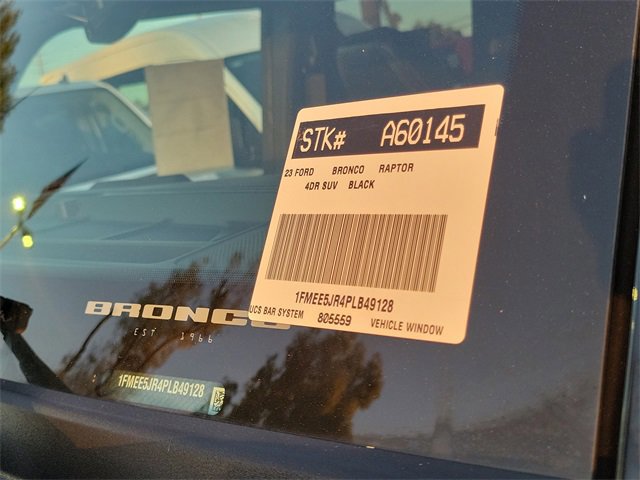 STK# A60145
23 FORD BRONCO RAPTOR
4DR SUV BLACK
1FMEE5JR4PLB49128
UCS BAR SYSTEM 805559 VEHICLE WINDOW
BRONCO
EST 1966
1FMEE5JR4PLB49128